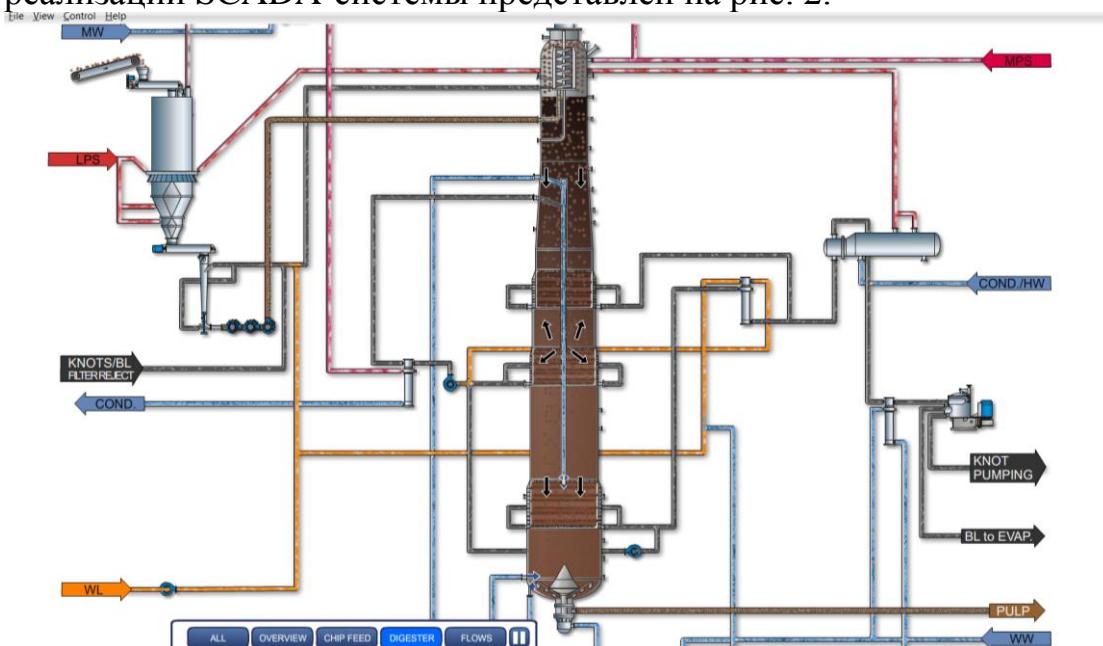 реализации SCADA-системы представлен на рис. 2.
File View Control Help
MW
MPS
LPS
COND./HW
KNOTS/BL
FILTER REJECT
COND.
KNOT
PUMPING
BL to EVAP.
WL
PULP
ALL OVERVIEW CHIP FEED DIGESTER FLOWS
WW